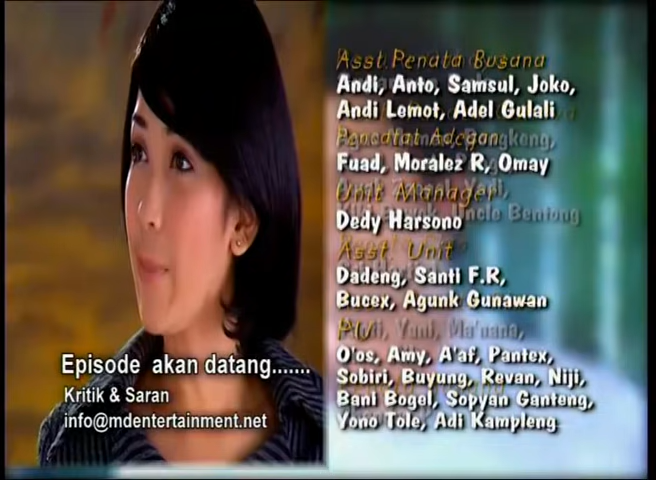 Episode akan datang.......
Kritik & Saran
info@mdentertainment.net
Asst Penata Busana
Andi, Anto, Samsul, Joko,
Andi Lemot, Adel Gulali
Pencatat Adegan
Fuad, Moralez R, Omay
Unit Manager
Dedy Harsono
Asst. Unit
Dadeng, Santi F.R,
Bucex, Agunk Gunawan
PU
O'os, Amy, A'af, Pantex,
Sobiri, Buyung, Revan, Niji,
Bani Bogel, Sopyan Ganteng,
Yono Tole, Adi Kampleng